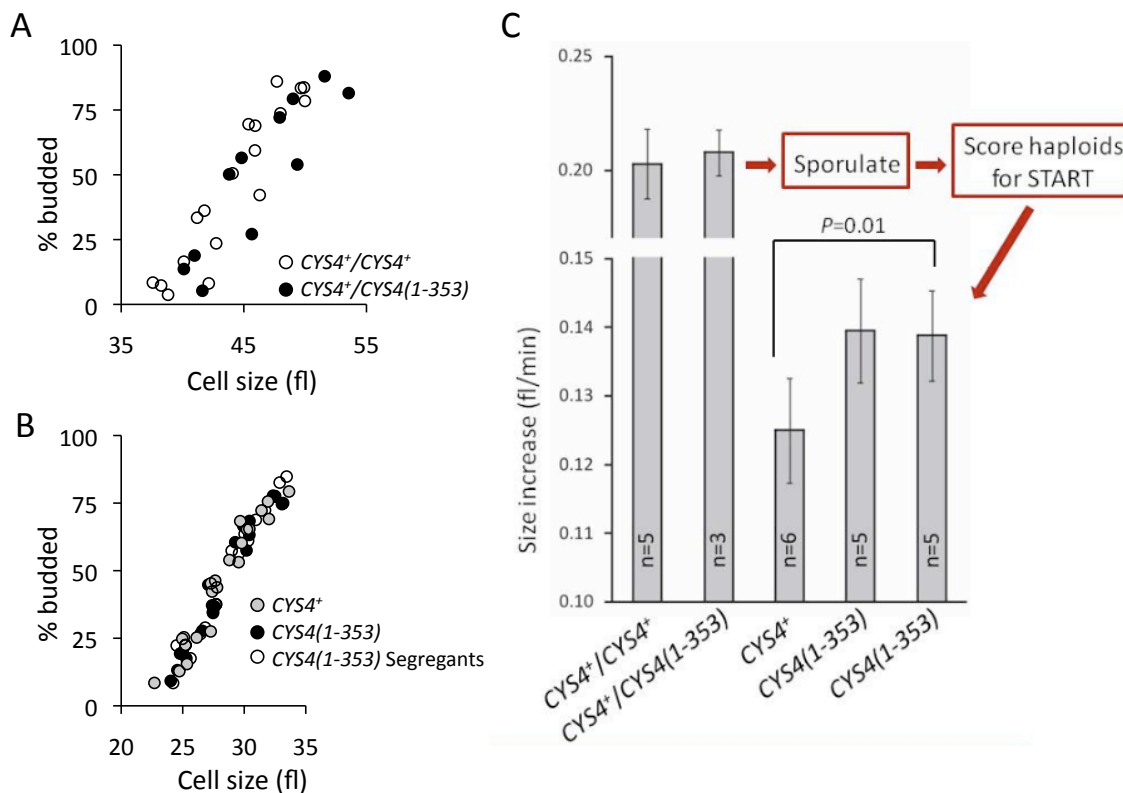 A
100
75
50
25
0
% budded
CYS4⁺/CYS4⁺
CYS4⁺/CYS4(1-353)
35
45
55
Cell size (fl)
B
100
75
50
25
0
% budded
CYS4⁺
CYS4(1-353)
CYS4(1-353) Segregants
20
25
30
35
Cell size (fl)
C
0.25
0.20
0.15
0.14
0.13
0.12
0.11
0.10
Size increase (fl/min)
Sporulate
Score haploids
for START
P=0.01
n=5
n=3
n=6
n=5
n=5
CYS4⁺/CYS4⁺
CYS4⁺/CYS4(1-353)
CYS4⁺
CYS4(1-353)
CYS4(1-353)